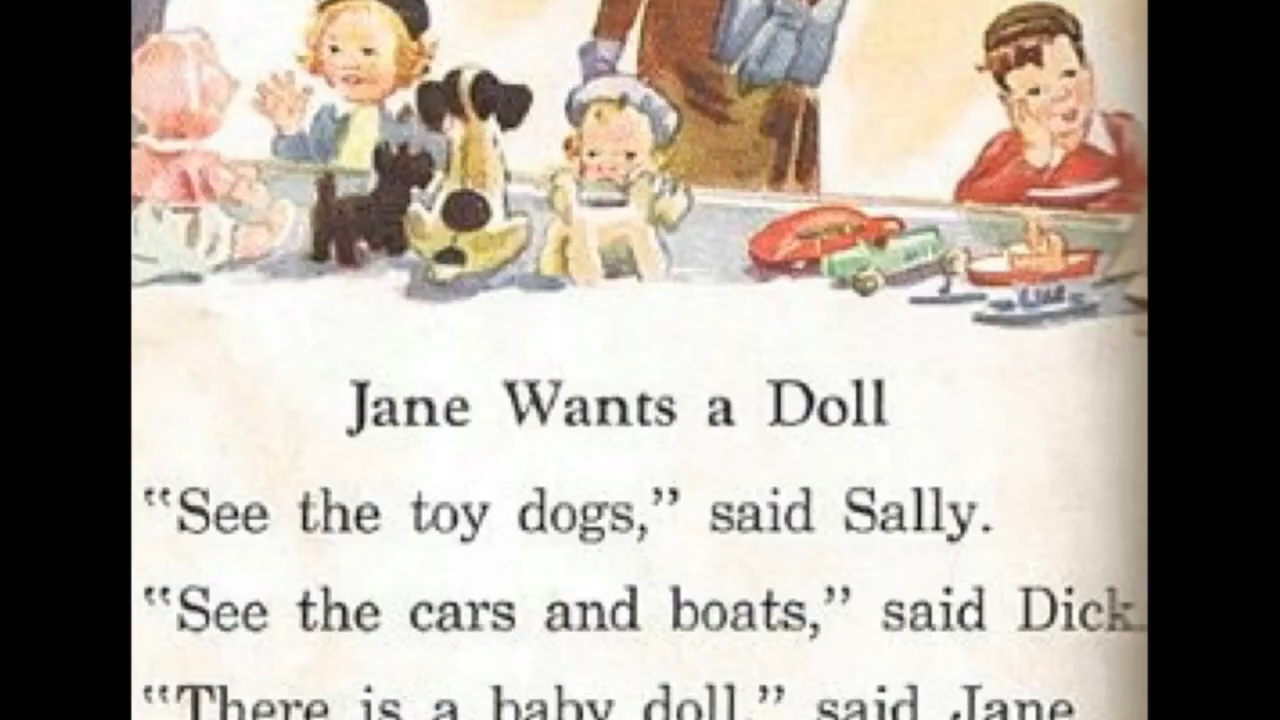 Jane Wants a Doll
"See the toy dogs," said Sally.
"See the cars and boats," said Dick.
"There is a baby doll," said Jane.